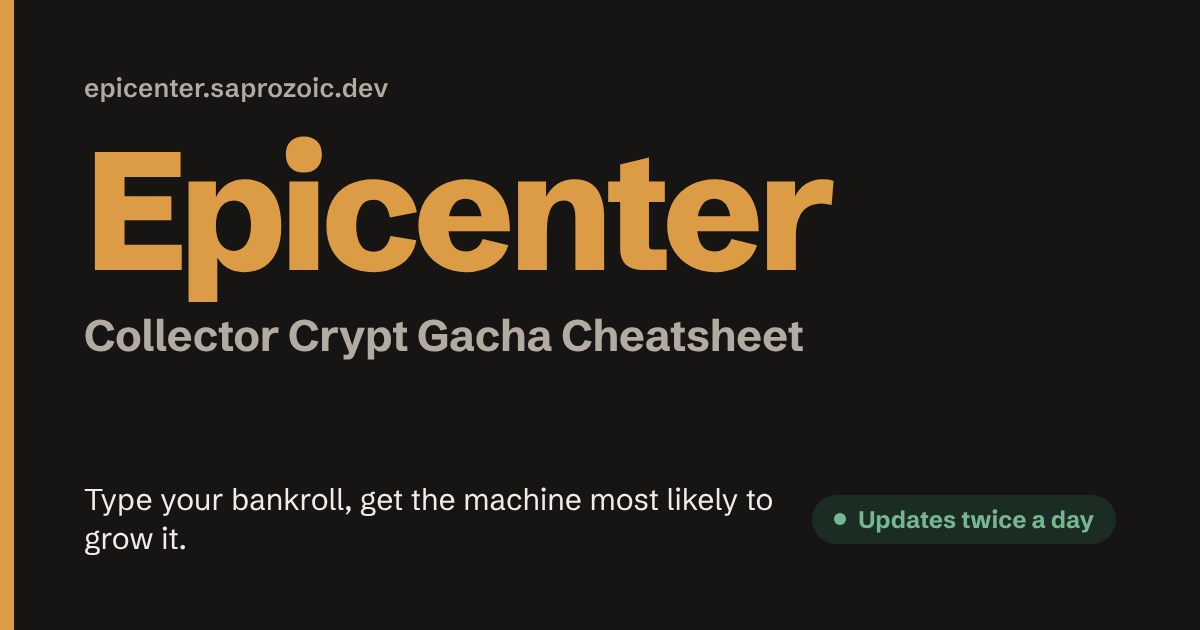 epicenter.saprozoic.dev
Epicenter
Collector Crypt Gacha Cheatsheet
Type your bankroll, get the machine most likely to
grow it.
Updates twice a day